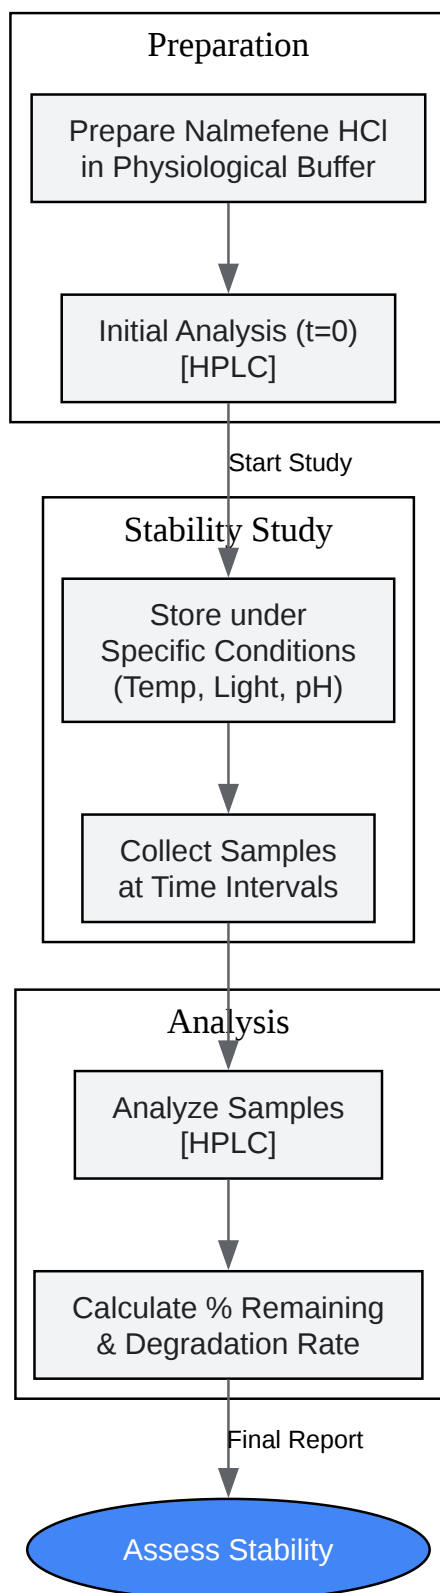 Preparation
Prepare Nalmefene HCl
in Physiological Buffer
Initial Analysis (t=0)
[HPLC]
Start Study
Stability Study
Store under
Specific Conditions
(Temp, Light, pH)
Collect Samples
at Time Intervals
Analysis
Analyze Samples
[HPLC]
Calculate % Remaining
& Degradation Rate
Final Report
Assess Stability